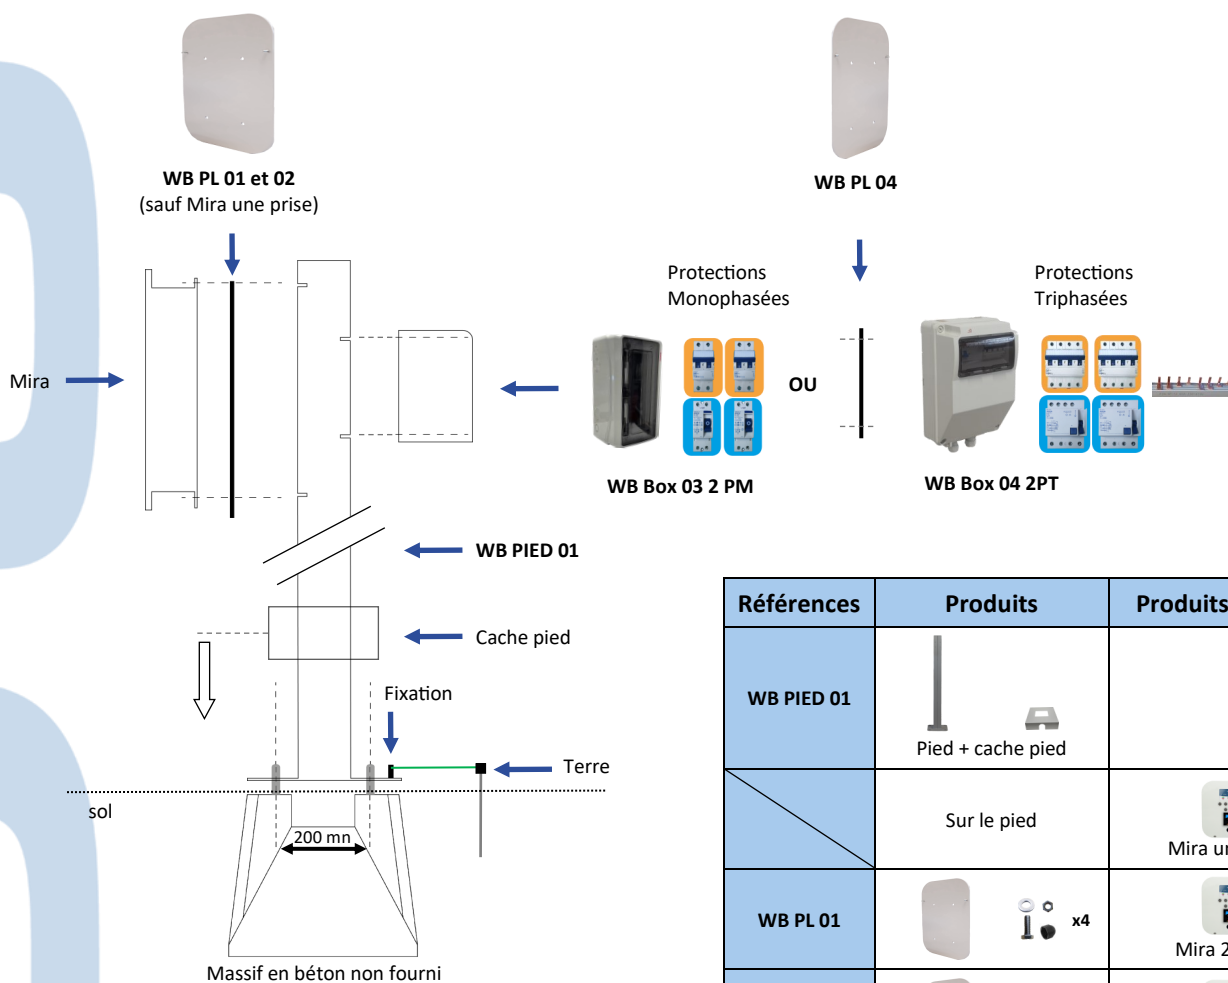 WB PL 01 et 02
(sauf Mira une prise)
WB PL 04
Protections
Monophasées
Protections
Triphasées
Mira
OU
WB Box 03 2 PM
WB Box 04 2PT
WB PIED 01
Cache pied
Fixation
Terre
sol
200 mn
Massif en béton non fourni
Références
Produits
Produits
WB PIED 01
Pied + cache pied
Sur le pied
Mira
WB PL 01
x4
Mira 2